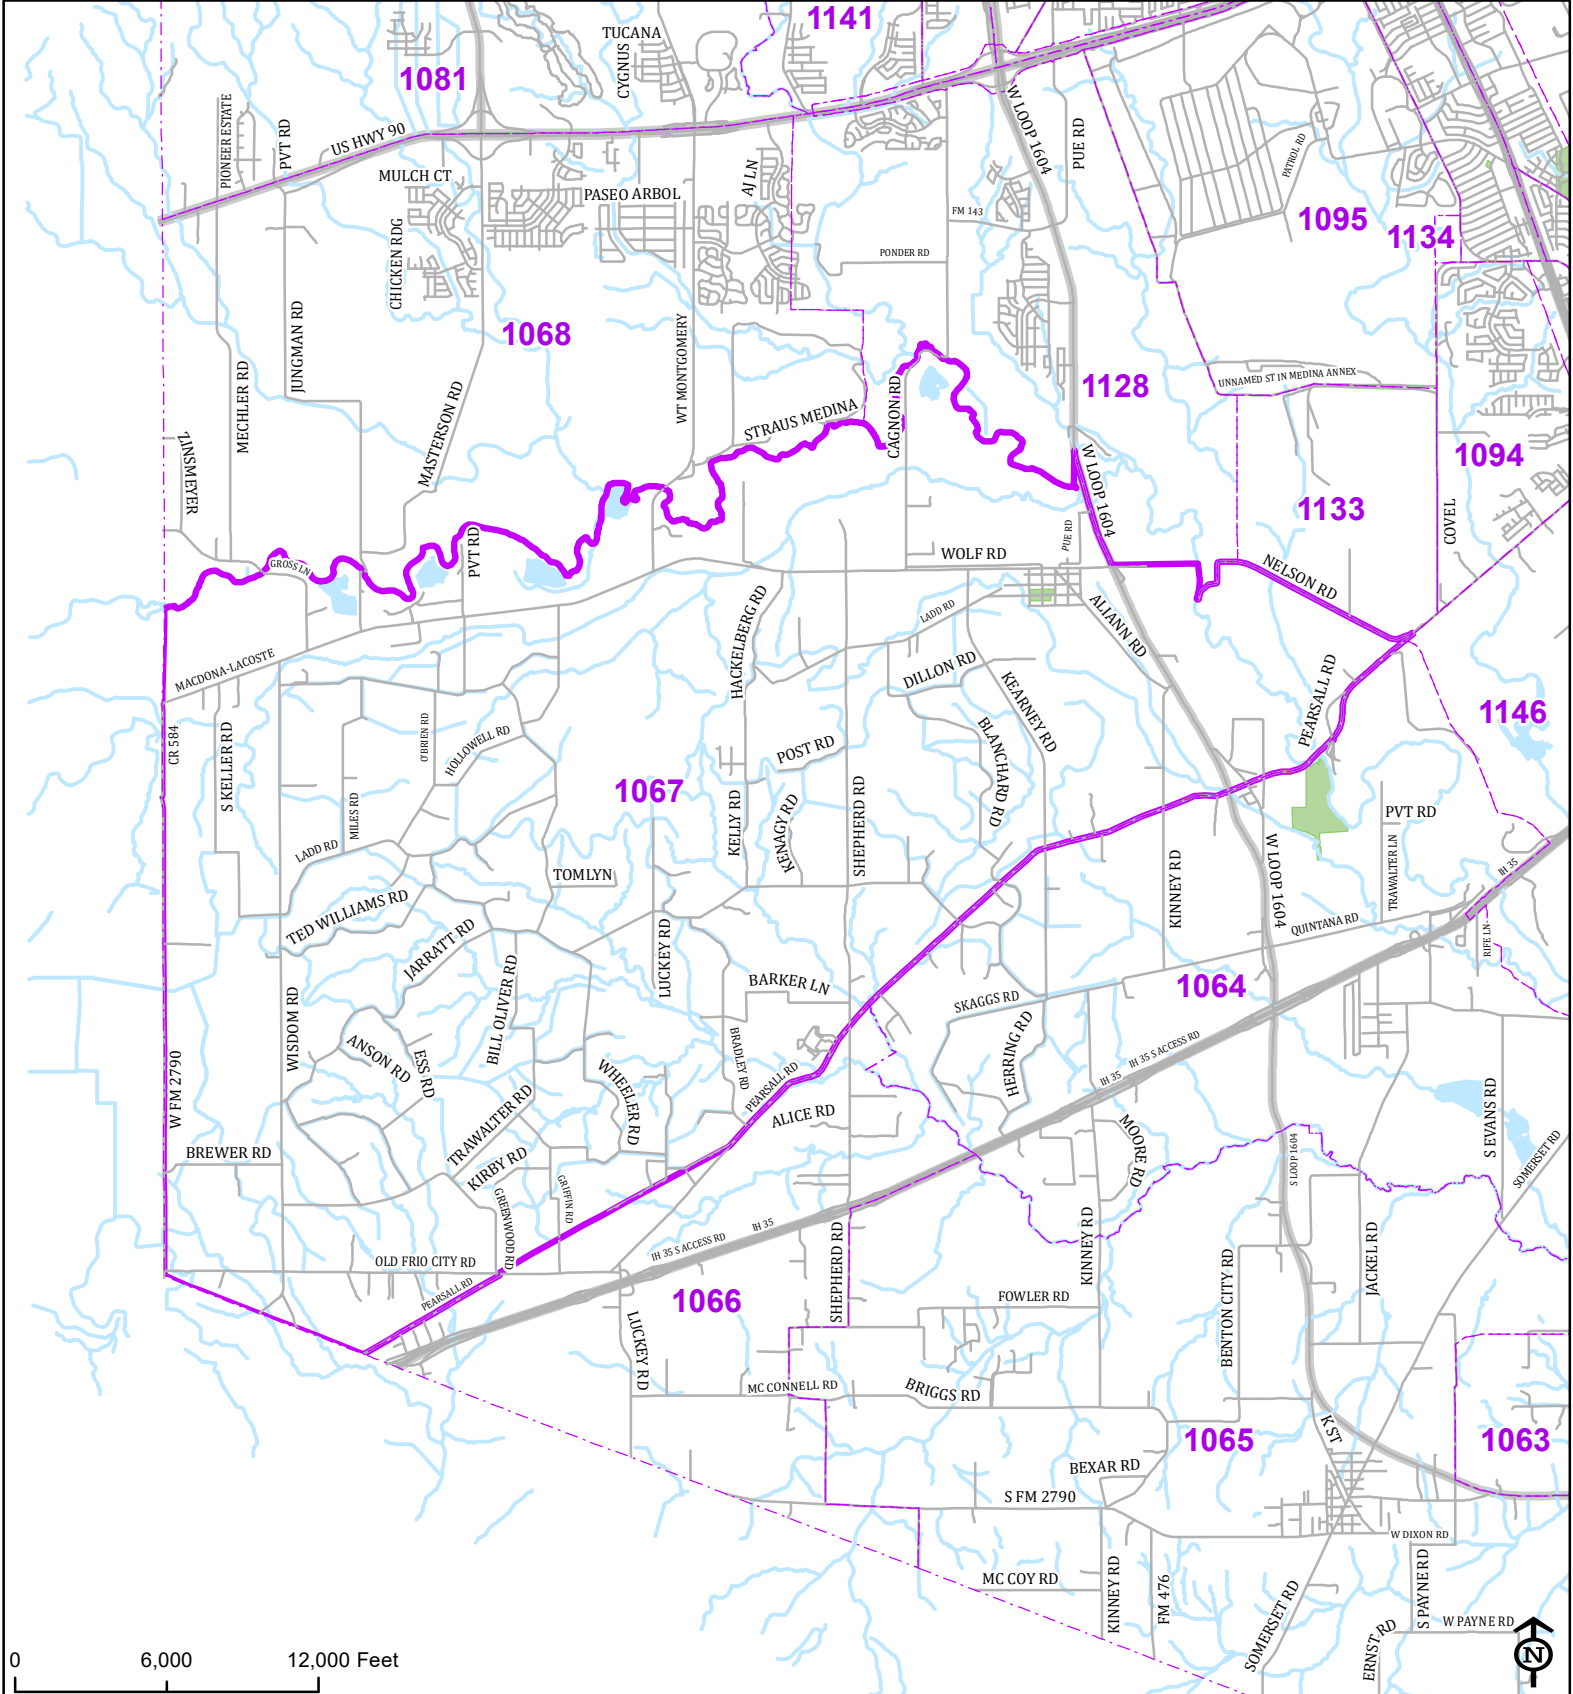 1141
TUCANA
CYGNUS
1081
PIONEER ESTATE
PVT RD
US HWY 90
W LOOP 1604
PUE RD
PATROL RD
MULCH CT
PASEO ARBOL
AJ LN
FM 143
1095
1134
CHICKEN RDG
PONDER RD
JUNGMAN RD
1068
WT MONTGOMERY
MECHLER RD
MASTERSON RD
1128
UNNAMED ST IN MEDINA ANNEX
STRAUS MEDINA
CAGNON RD
ZINSMEYER
1094
W LOOP 1604
1133
COVEL
PUE RD
PVT RD
WOLF RD
GROSS LN
NELSON RD
HACKELBERG RD
LADD RD
ALIANN RD
MACDONA-LACOSTE
DILLON RD
KEARNEY RD
PEARSALL RD
1146
CR 584
S KELLER RD
O'BRIEN RD
HOLLOWELL RD
POST RD
BLANCHARD RD
1067
MILES RD
KELLY RD
KENAGY RD
SHEPHERD RD
PVT RD
LADD RD
TOMLYN
KINNEY RD
W LOOP 1604
TRAWALTER LN
IH 35
TED WILLIAMS RD
JARRATT RD
LUCKEY RD
QUINTANA RD
RIFE LN
BILL OLIVER RD
BARKER LN
1064
SKAGGS RD
WISDOM RD
ANSON RD
ESS RD
BRADLEY RD
HERRING RD
IH 35 S ACCESS RD
IH 35
W FM 2790
WHEELER RD
PEARSALL RD
ALICE RD
TRAWALTER RD
MOORE RD
S EVANS RD
BREWER RD
KIRBY RD
S LOOP 1604
SOMERSET RD
GREENWOOD RD
GRIFFIN RD
IH 35 S ACCESS RD
IH 35
SHEPHERD RD
KINNEY RD
JACKEL RD
OLD FRIO CITY RD
BENTON CITY RD
PEARSALL RD
1066
FOWLER RD
LUCKEY RD
MC CONNELL RD
BRIGGS RD
K ST
1065
1063
BEXAR RD
S FM 2790
W DIXON RD
MC COY RD
KINNEY RD
FM 476
SOMERSET RD
S PAYNE RD
W PAYNE RD
ERNST RD
N
0
6,000
12,000 Feet